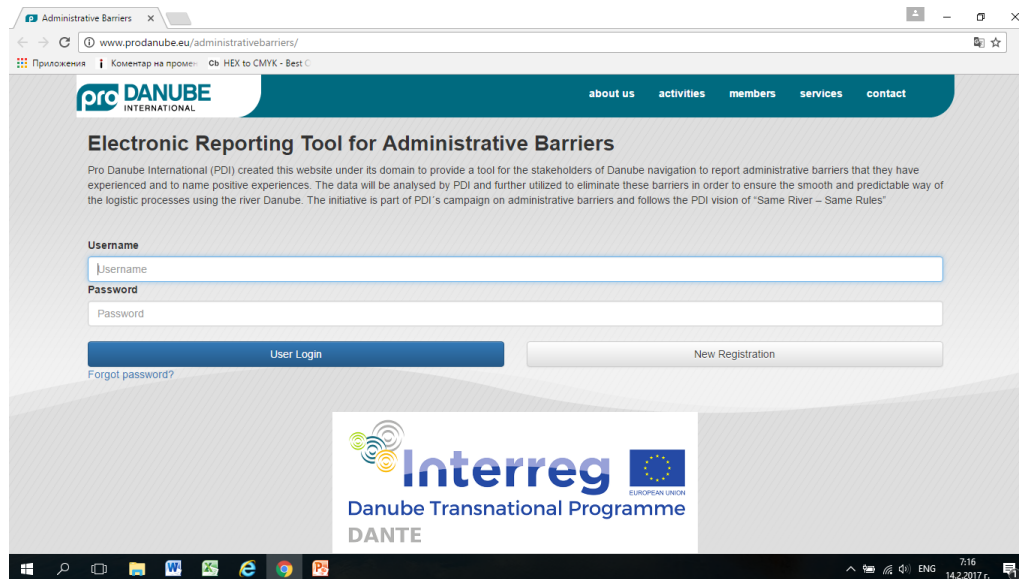 Administrative Barriers
www.prodanube.eu/administrativebarriers/
Приложения Коментар на промен Cb HEX to CMYK - Best C
pro DANUBE
INTERNATIONAL
about us activities members services contact
Electronic Reporting Tool for Administrative Barriers
Pro Danube International (PDI) created this website under its domain to provide a tool for the stakeholders of Danube navigation to report administrative barriers that they have
experienced and to name positive experiences. The data will be analysed by PDI and further utilized to eliminate these barriers in order to ensure the smooth and predictable way of
the logistic processes using the river Danube. The initiative is part of PDI´s campaign on administrative barriers and follows the PDI vision of “Same River – Same Rules”
Username
Username
Password
Password
User Login New Registration
Forgot password?
Interreg
EUROPEAN UNION
Danube Transnational Programme
DANTE
ENG
7:16
14.2.2017 г.